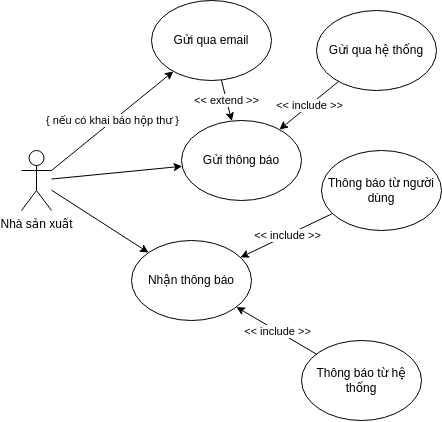 Gửi qua email
Gửi qua hệ thống
<< extend >>
<< include >>
{ nếu có khai báo hộp thư }
Gửi thông báo
Thông báo từ người
dùng
Nhà sản xuất
<< include >>
Nhận thông báo
<< include >>
Thông báo từ hệ
thống